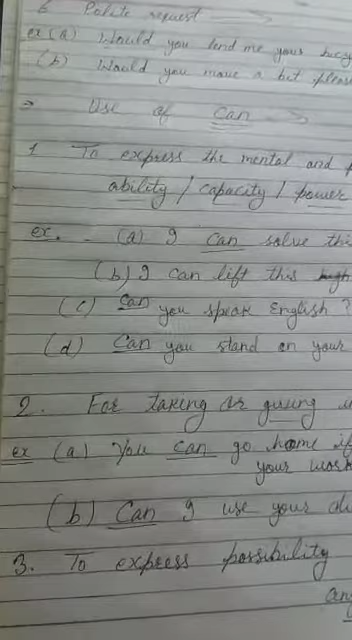 6 Polite request
ex (a) Would you lend me your
(b) Would you move a bit please
⇒ Use of can
1 To express the mental and
ability / capacity / power
ex. - (a) I can solve
(b) I can lift this
(c) Can you speak English ?
(d) Can you stand on your
2. For taking or giving
ex (a) You can go home if
your work
(b) Can I use your
3. To express possibility